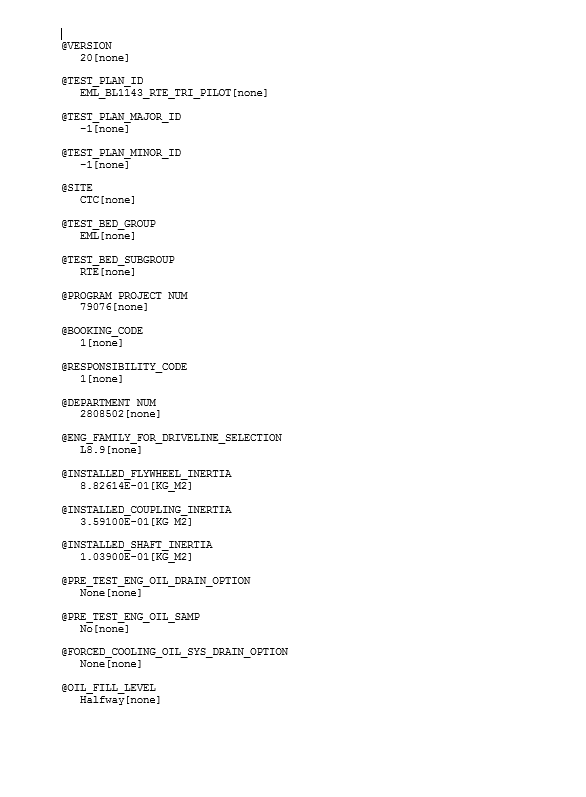 @VERSION
20[none]
@TEST_PLAN_ID
EML_BL1143_RTE_TRI_PILOT[none]
@TEST_PLAN_MAJOR_ID
-1[none]
@TEST_PLAN_MINOR_ID
-1[none]
@SITE
CTC[none]
@TEST_BED_GROUP
EML[none]
@TEST_BED_SUBGROUP
RTE[none]
@PROGRAM_PROJECT_NUM
79076[none]
@BOOKING_CODE
1[none]
@RESPONSIBILITY_CODE
1[none]
@DEPARTMENT_NUM
2808502[none]
@ENG_FAMILY_FOR_DRIVELINE_SELECTION
L8.9[none]
@INSTALLED_FLYWHEEL_INERTIA
8.82614E-01[KG_M2]
@INSTALLED_COUPLING_INERTIA
3.59100E-01[KG_M2]
@INSTALLED_SHAFT_INERTIA
1.03900E-01[KG_M2]
@PRE_TEST_ENG_OIL_DRAIN_OPTION
None[none]
@PRE_TEST_ENG_OIL_SAMP
No[none]
@FORCED_COOLING_OIL_SYS_DRAIN_OPTION
None[none]
@OIL_FILL_LEVEL
Halfway[none]